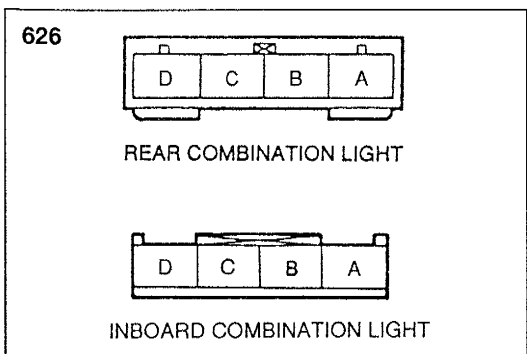 626
D C B A
REAR COMBINATION LIGHT
D C B A
INBOARD COMBINATION LIGHT